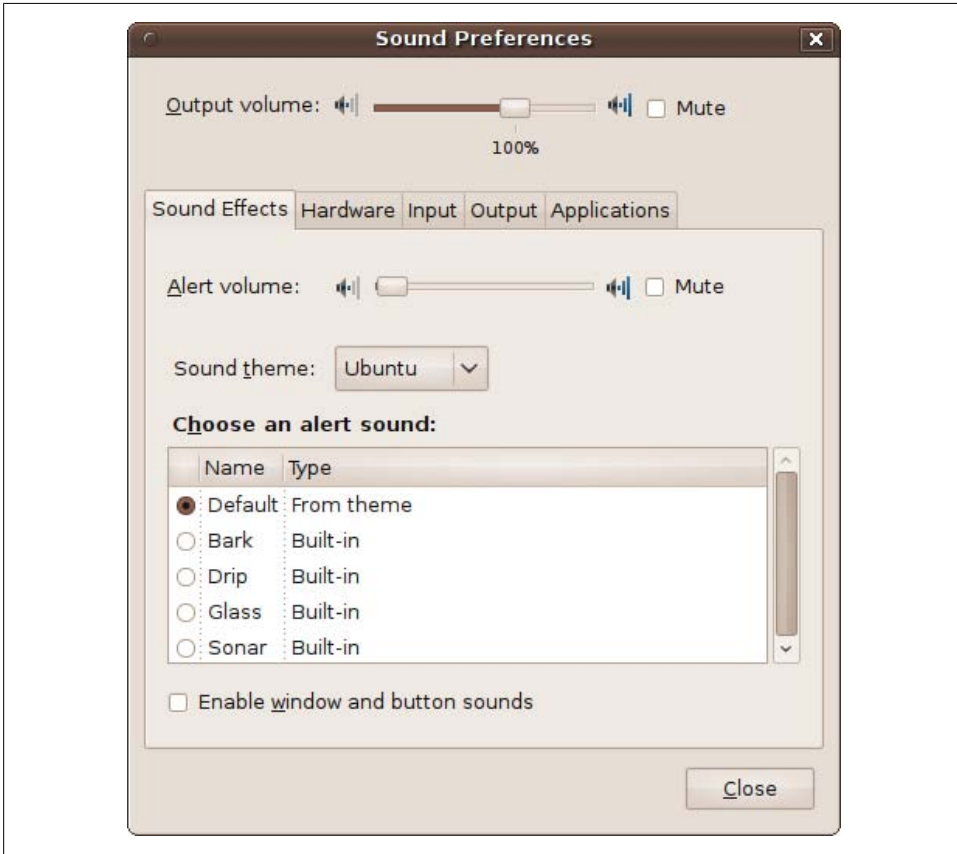 Sound Preferences
Output volume: Mute
100%
Sound Effects Hardware Input Output Applications
Alert volume: Mute
Sound theme: Ubuntu
Choose an alert sound:
Name Type
Default From theme
Bark Built-in
Drip Built-in
Glass Built-in
Sonar Built-in
Enable window and button sounds
Close